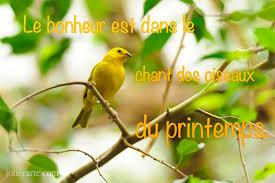 Le bonheur est dans le
chant des oiseaux
du printemps
joliecarte.com